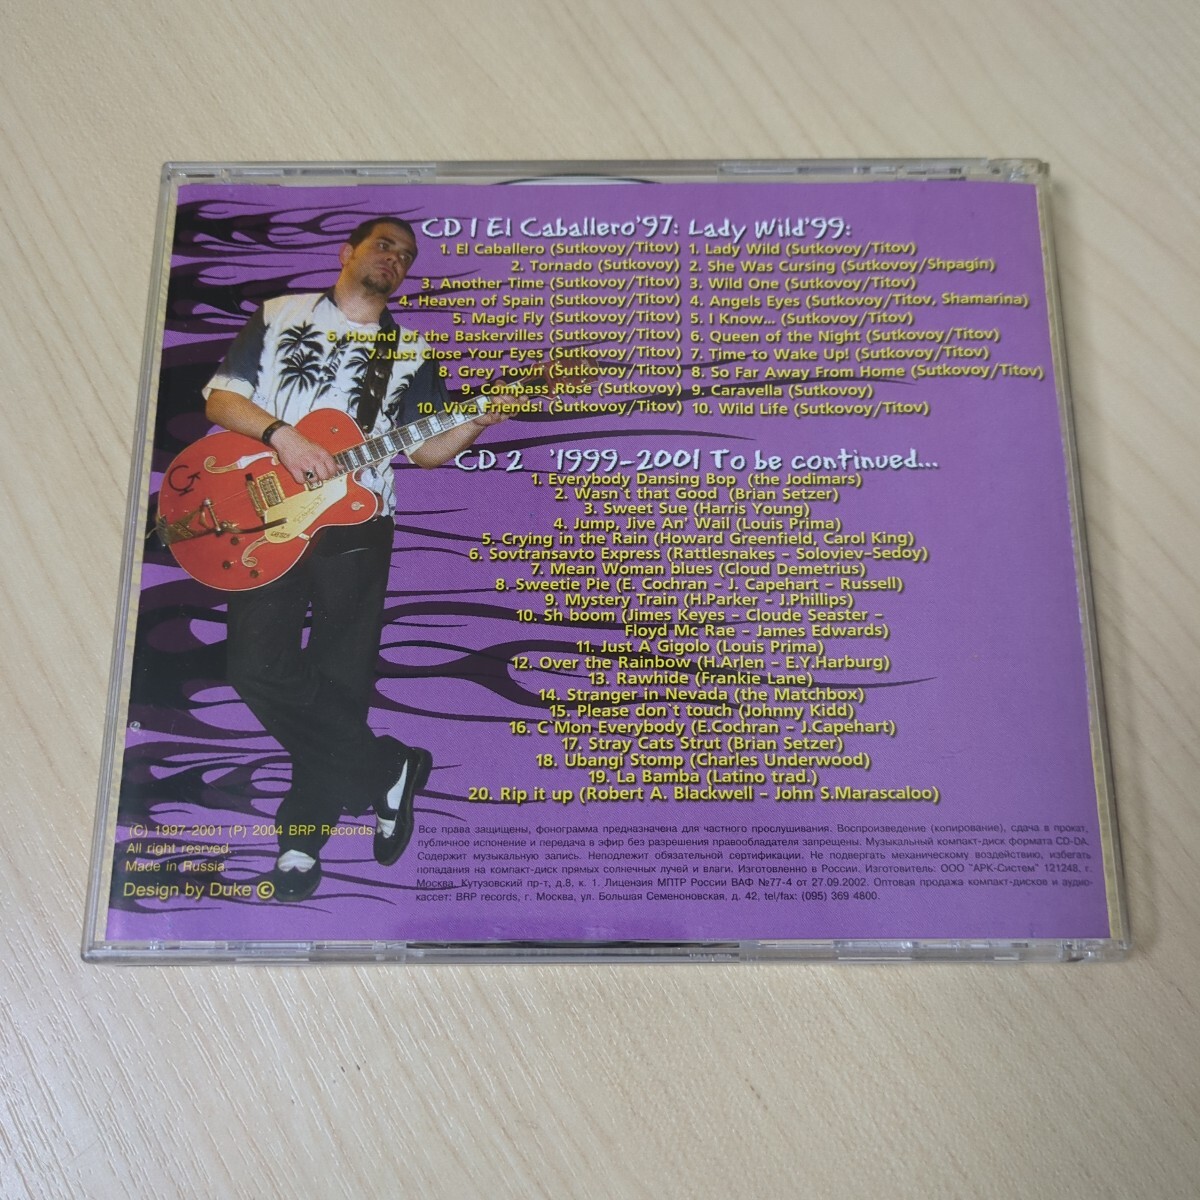 CD 1 El Caballero'97:
1. El Caballero (Sutkovoy/Titov)
2. Tornado (Sutkovoy)
3. Another Time (Sutkovoy/Titov)
4. Heaven of Spain (Sutkovoy/Titov)
5. Magic Fly (Sutkovoy/Titov)
6. Hound of the Baskervilles (Sutkovoy/Titov)
7. Just Close Your Eyes (Sutkovoy/Titov)
8. Grey Town (Sutkovoy/Titov)
9. Compass Rose (Sutkovoy)
10. Viva Friends! (Sutkovoy/Titov)
Lady Wild'99:
1. Lady Wild (Sutkovoy/Titov)
2. She Was Cursing (Sutkovoy/Shpagin)
3. Wild One (Sutkovoy/Titov)
4. Angels Eyes (Sutkovoy/Titov, Shamarina)
5. I Know... (Sutkovoy/Titov)
6. Queen of the Night (Sutkovoy/Titov)
7. Time to Wake Up! (Sutkovoy/Titov)
8. So Far Away From Home (Sutkovoy/Titov)
9. Caravella (Sutkovoy)
10. Wild Life (Sutkovoy/Titov)
CD 2 '1999-2001 To be continued...
1. Everybody Dansing Bop (the Jodimars)
2. Wasn`t that Good (Brian Setzer)
3. Sweet Sue (Harris Young)
4. Jump, Jive An' Wail (Louis Prima)
5. Crying in the Rain (Howard Greenfield, Carol King)
6. Sovtransavto Express (Rattlesnakes - Soloviev-Sedoy)
7. Mean Woman blues (Cloud Demetrius)
8. Sweetie Pie (E. Cochran - J. Capehart - Russell)
9. Mystery Train (H.Parker - J.Phillips)
10. Sh boom (Jimes Keyes - Cloude Seaster -
Floyd Mc Rae - James Edwards)
11. Just A Gigolo (Louis Prima)
12. Over the Rainbow (H.Arlen - E.Y.Harburg)
13. Rawhide (Frankie Lane)
14. Stranger in Nevada (the Matchbox)
15. Please don`t touch (Johnny Kidd)
16. C`Mon Everybody (E.Cochran - J.Capehart)
17. Stray Cats Strut (Brian Setzer)
18. Ubangi Stomp (Charles Underwood)
19. La Bamba (Latino trad.)
20. Rip it up (Robert A. Blackwell - John S.Marascaloo)
(C) 1997-2001 (P) 2004 BRP Records.
All right resrved.
Made in Russia.
Design by Duke ©
Все права защищены, фонограмма предназначена для частного прослушивания. Воспроизведение (копирование), сдача в прокат,
публичное испонение и передача в эфир без разрешения правообладателя запрещены. Музыкальный компакт-диск формата CD-DA.
Содержит музыкальную запись. Неподлежит обязательной сертификации. Не подвергать механическому воздействию, избегать
попадания на компакт-диск прямых солнечных лучей и влаги. Изготовленно в России. Изготовитель: ООО "АРК-Систем" 121248, г.
Москва, Кутузовский пр-т, д.8, к. 1. Лицензия МПТР России ВАФ №77-4 от 27.09.2002. Оптовая продажа компакт-дисков и аудио-
кассет: BRP records, г. Москва, ул. Большая Семеноновская, д. 42, tel/fax: (095) 369 4800.